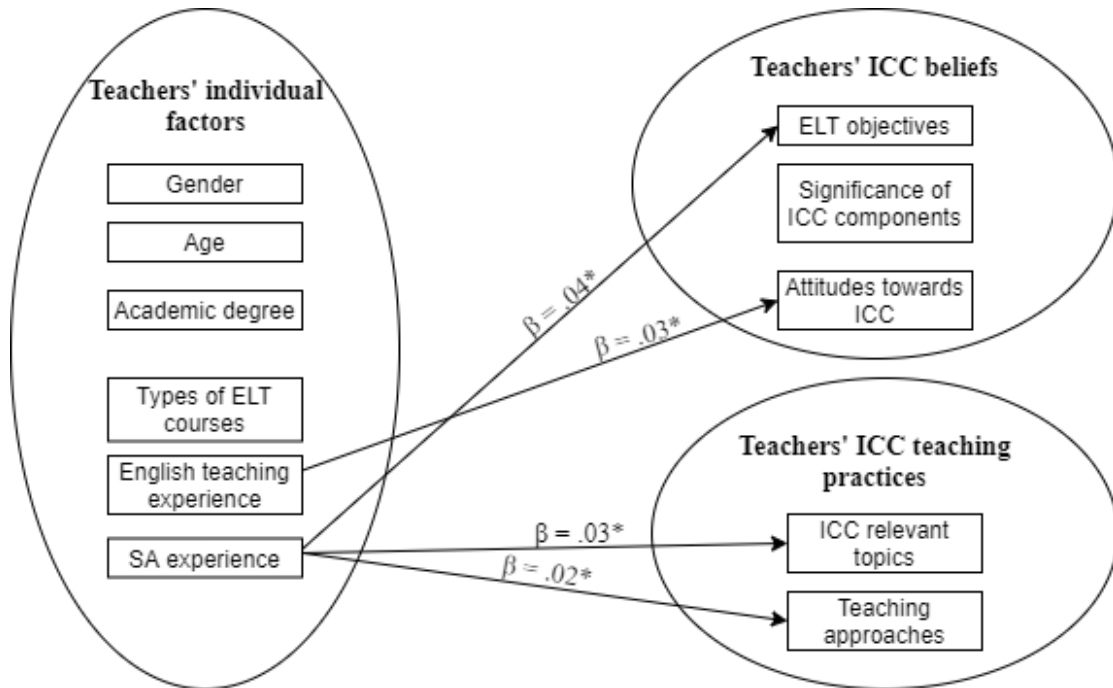 Teachers' individual
factors
Gender
Age
Academic degree
Types of ELT
courses
English teaching
experience
SA experience
β = .04*
β = .03*
β = .03*
β = .02*
Teachers' ICC beliefs
ELT objectives
Significance of
ICC components
Attitudes towards
ICC
Teachers' ICC teaching
practices
ICC relevant
topics
Teaching
approaches